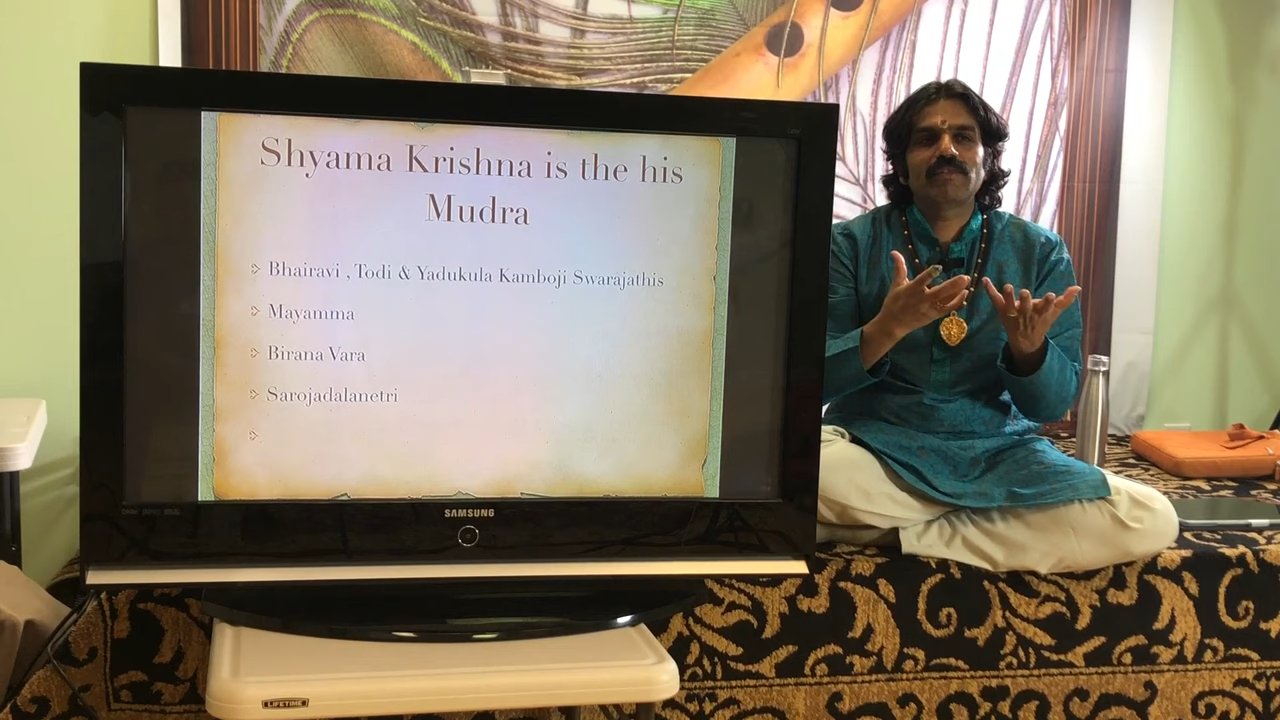 Shyama Krishna is the his
Mudra
Bhairavi , Todi & Yadukula Kamboji Swarajathis
Mayamma
Birana Vara
Sarojadalanetri
SAMSUNG
LIFETIME